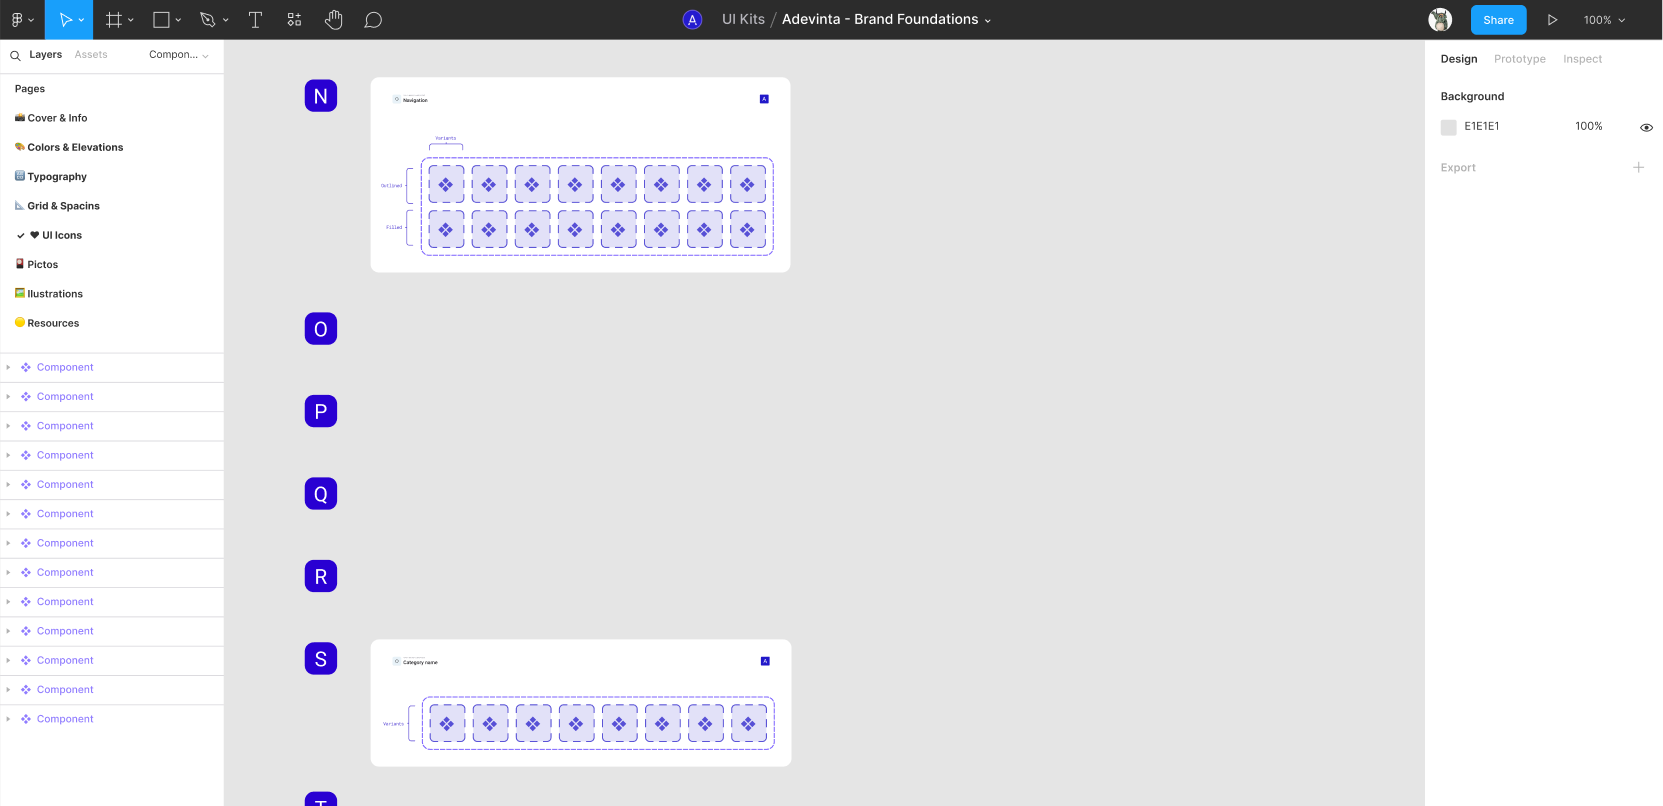 A UI Kits / Adevinta - Brand Foundations
Share
100%
Layers Assets Compon...
Pages
Cover & Info
Colors & Elevations
Typography
Grid & Spacins
UI Icons
Pictos
Ilustrations
Resources
Component
Component
Component
Component
Component
Component
Component
Component
Component
Component
Component
Component
Component
N
Navigation
A
Variants
Outlined
Filled
O
P
Q
R
S
Category name
A
Variants
T
Design Prototype Inspect
Background
E1E1E1 100%
Export